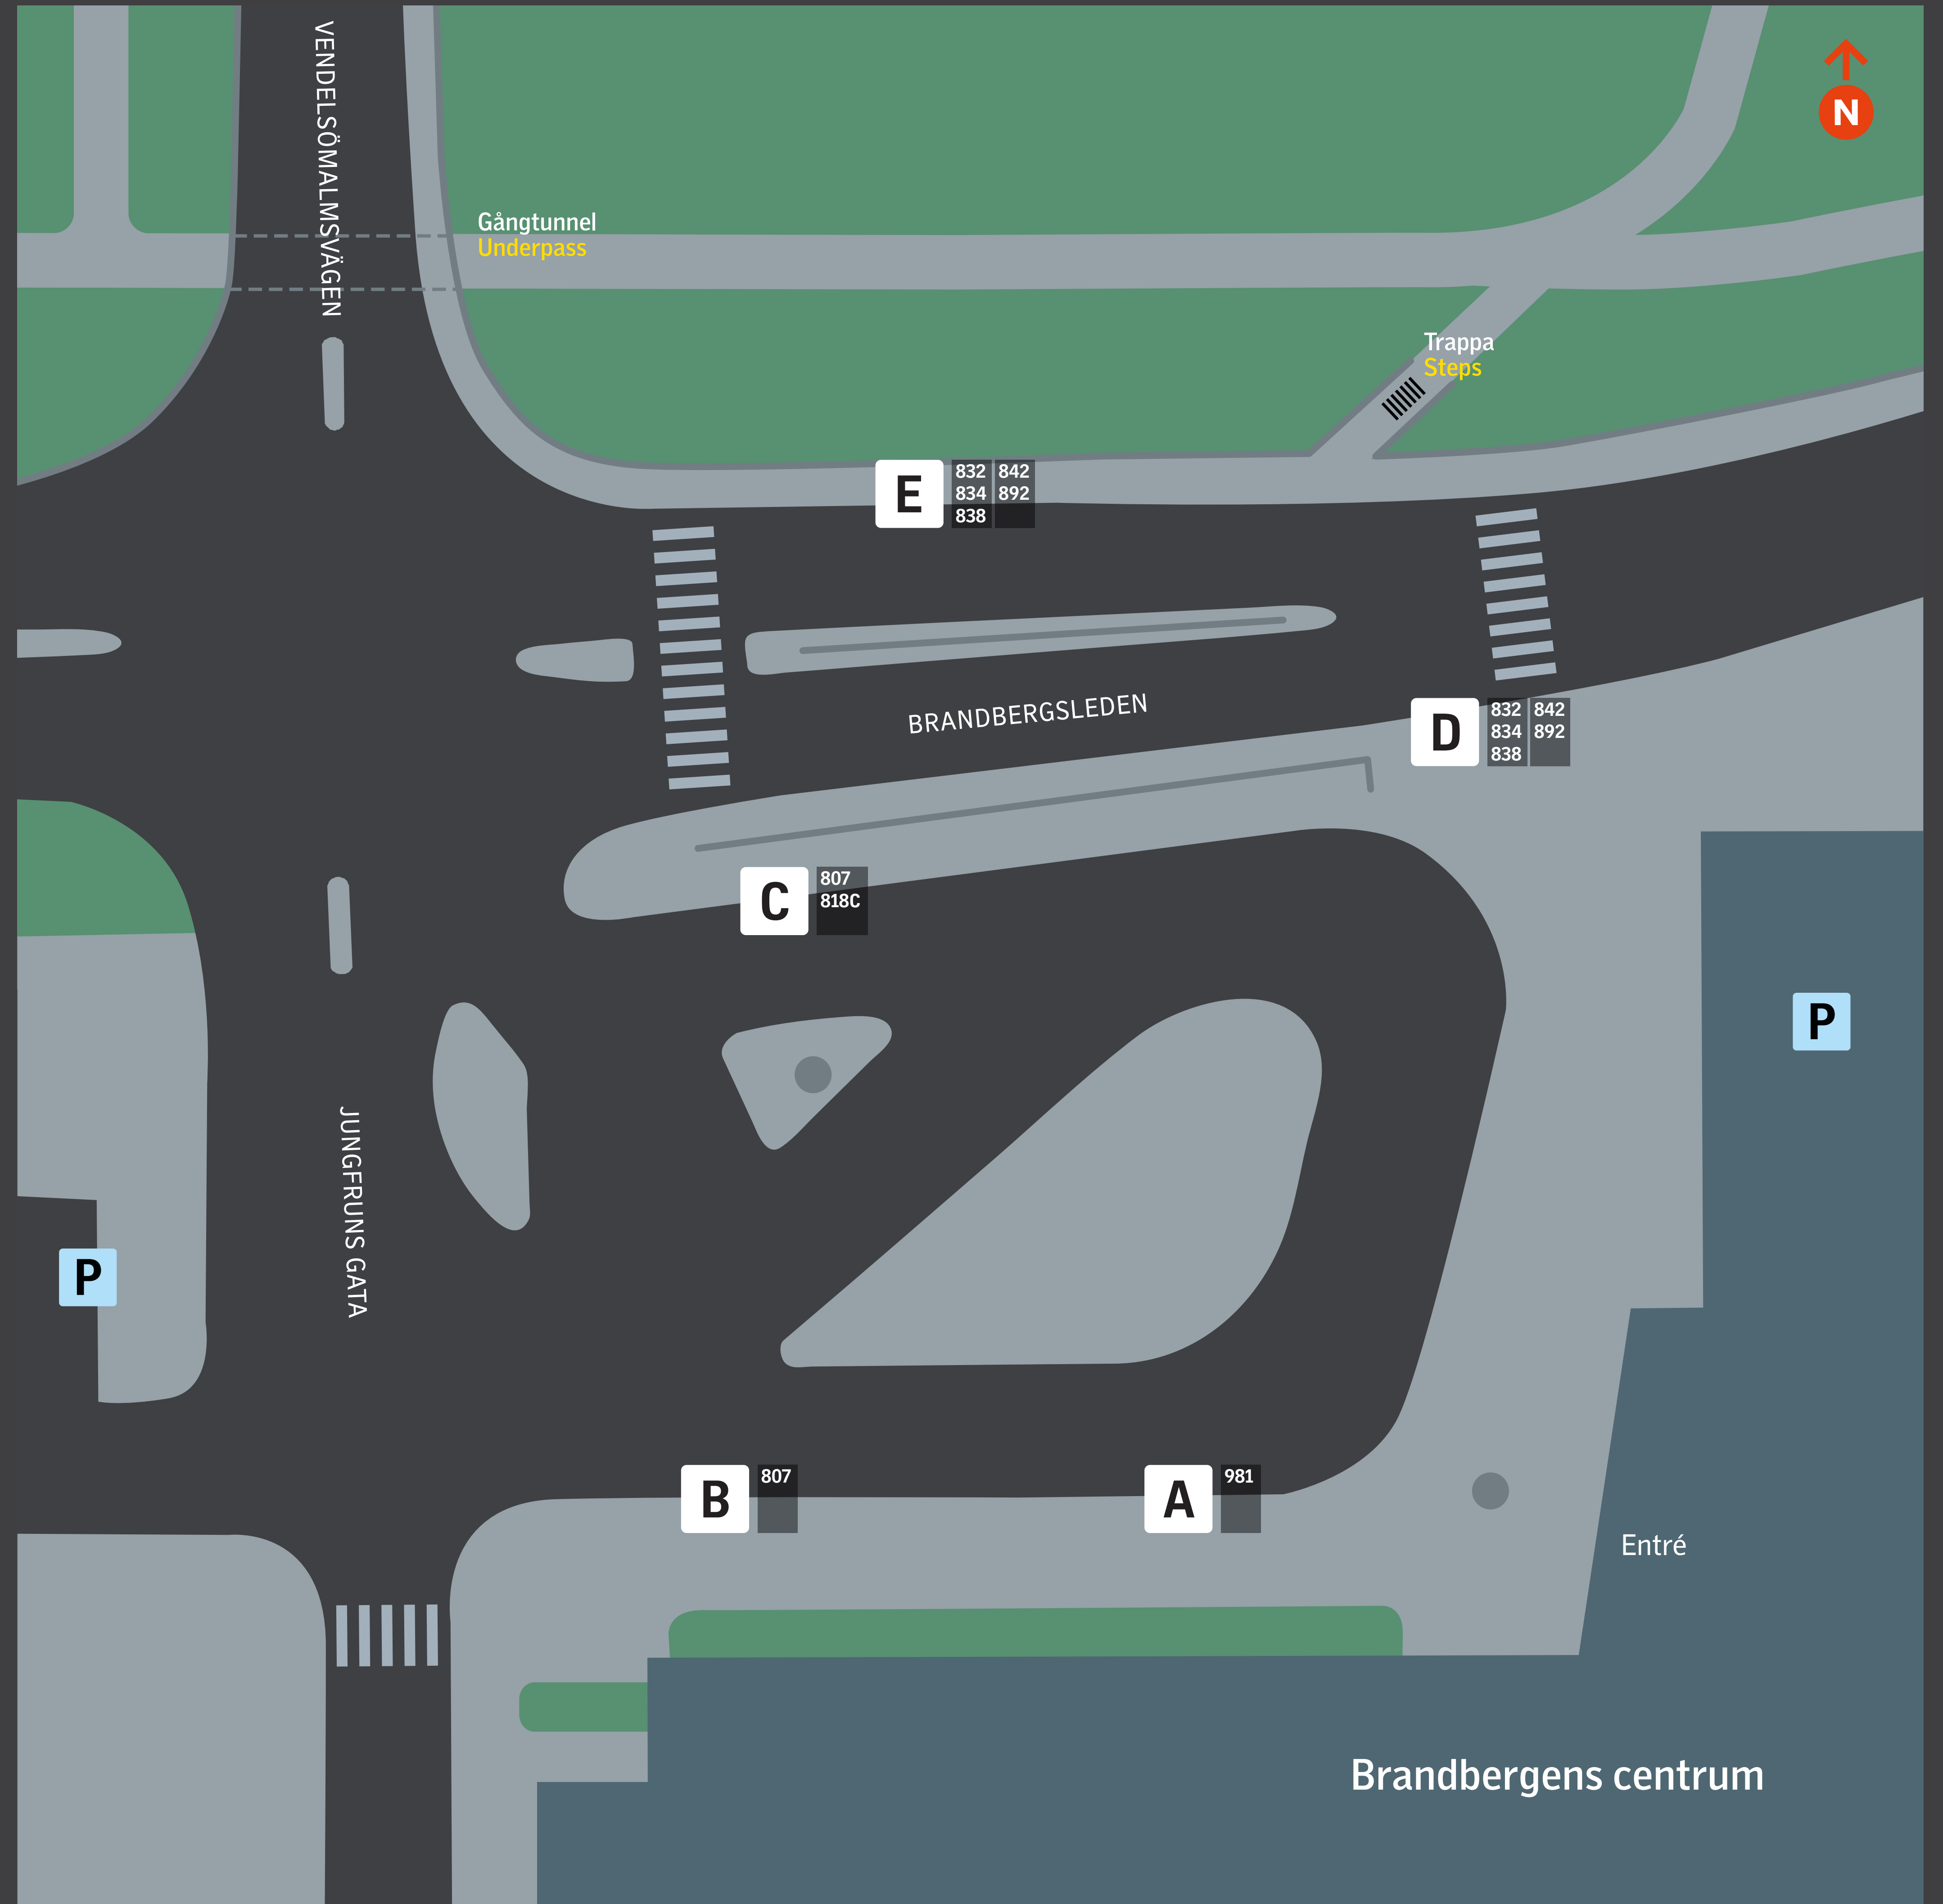 VENDELSÖMALMSVÄGEN
N
Gångtunnel
Underpass
Trappa
Steps
E
832 842
834 892
838
BRANDBERGSLEDEN
D
832 842
834 892
838
C
807
818C
P
JUNGFRUNS GATA
P
B
807
A
981
Entré
Brandbergens centrum